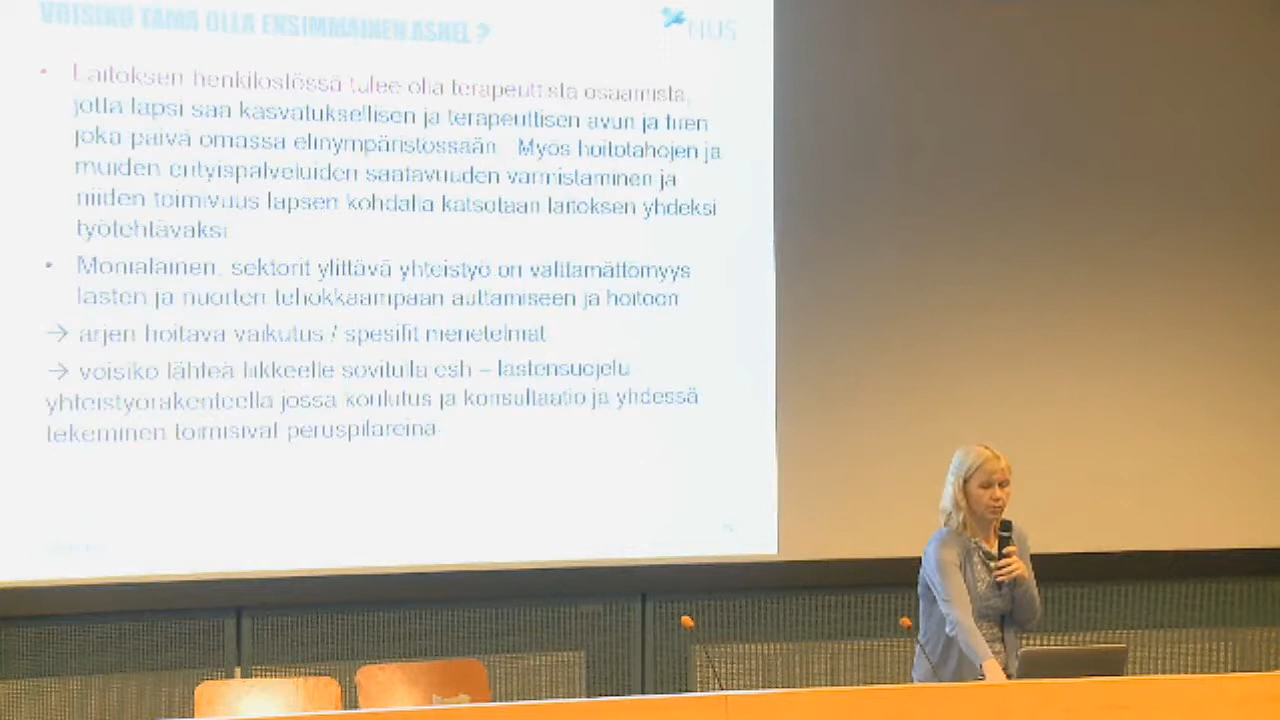 VOISIKO TÄMÄ OLLA ENSIMMÄINEN ASKEL ?
HUS
• Laitoksen henkilöstössä tulee olla terapeuttista osaamista,
jotta lapsi saa kasvatuksellisen ja terapeuttisen avun ja tuen
joka päivä omassa elinympäristössään. Myös hoitotahojen ja
muiden erityispalveluiden saatavuuden varmistaminen ja
niiden toimivuus lapsen kohdalla katsotaan laitoksen yhdeksi
työtehtäväksi
• Monialainen, sektorit ylittävä yhteistyö on välttämättömyys
lasten ja nuorten tehokkaampaan auttamiseen ja hoitoon
→ arjen hoitava vaikutus / spesifit menetelmät
→ voisiko lähteä liikkeelle sovitulla esh – lastensuojelu
yhteistyörakenteella jossa koulutus ja konsultaatio ja yhdessä
tekeminen toimisivat peruspilareina